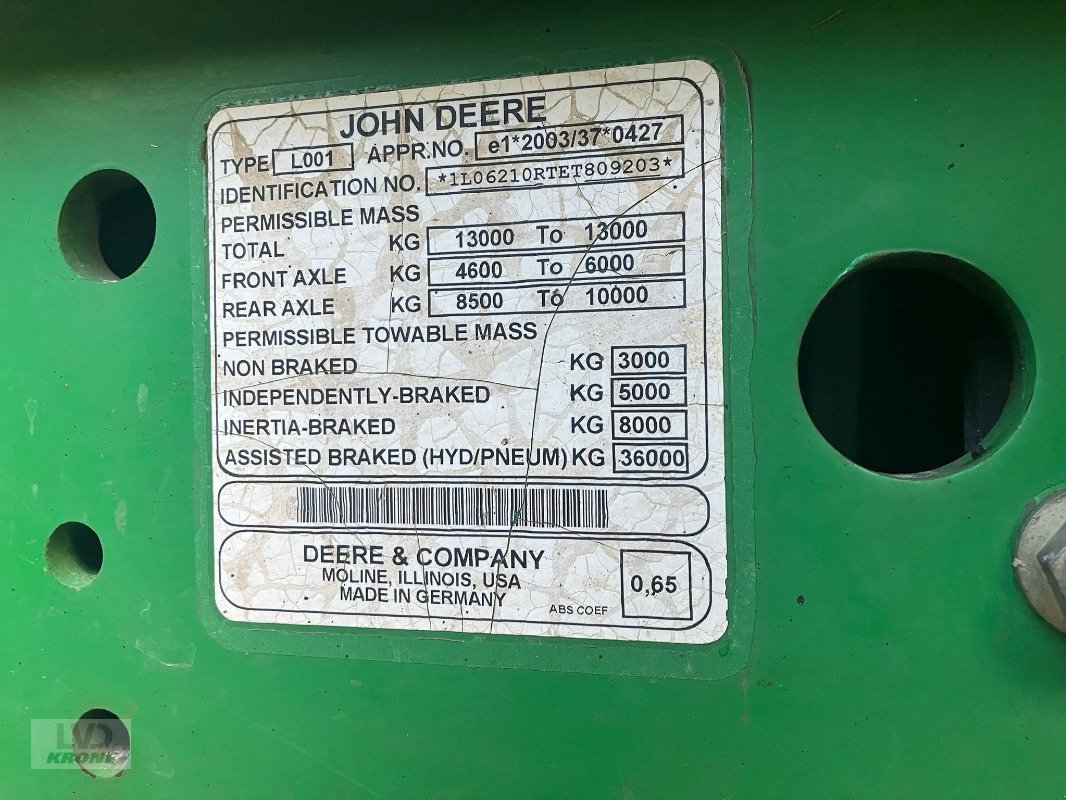 JOHN DEERE
TYPE L001 APPR.NO. e1*2003/37*0427
IDENTIFICATION NO. *1L06210RTET809203*
PERMISSIBLE MASS
TOTAL KG 13000 To 13000
FRONT AXLE KG 4600 To 6000
REAR AXLE KG 8500 To 10000
PERMISSIBLE TOWABLE MASS
NON BRAKED KG 3000
INDEPENDENTLY-BRAKED KG 5000
INERTIA-BRAKED KG 8000
ASSISTED BRAKED (HYD/PNEUM) KG 36000
DEERE & COMPANY
MOLINE, ILLINOIS, USA
MADE IN GERMANY
ABS COEF 0,65
LVD
KRONE